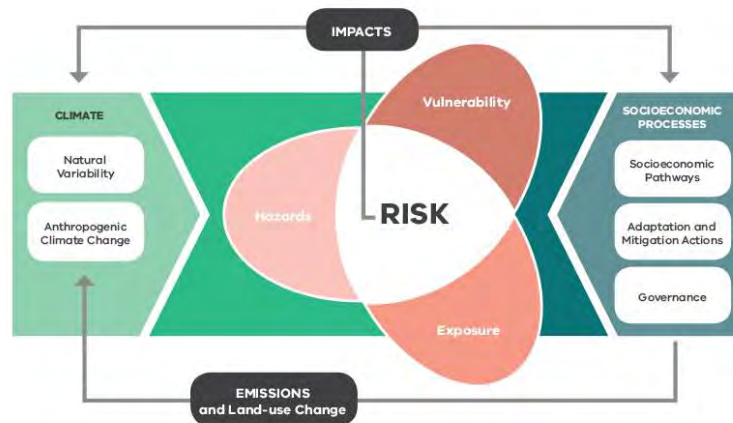 IMPACTS
CLIMATE
Natural
Variability
Anthropogenic
Climate Change
Hazards
Vulnerability
RISK
Exposure
SOCIOECONOMIC
PROCESSES
Socioeconomic
Pathways
Adaptation and
Mitigation Actions
Governance
EMISSIONS
and Land-use Change